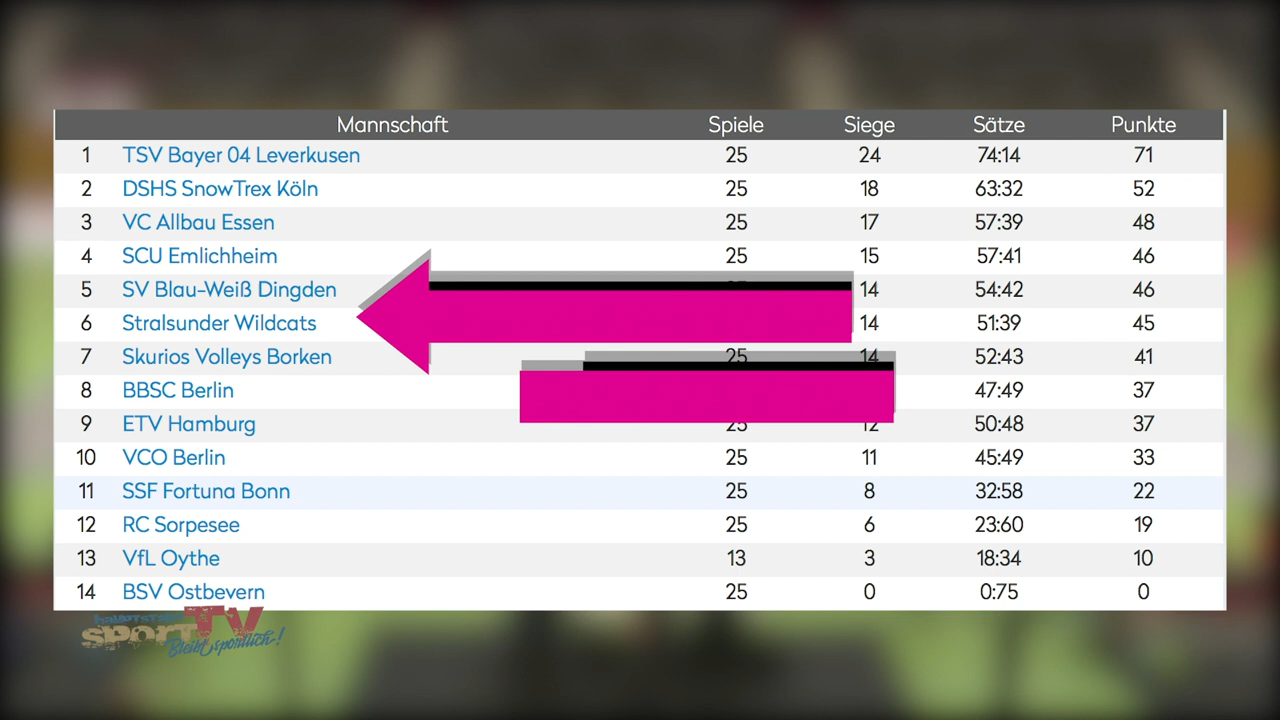 Mannschaft Spiele Siege Sätze Punkte
1 TSV Bayer 04 Leverkusen 25 24 74:14 71
2 DSHS SnowTrex Köln 25 18 63:32 52
3 VC Allbau Essen 25 17 57:39 48
4 SCU Emlichheim 25 15 57:41 46
5 SV Blau-Weiß Dingden 14 54:42 46
6 Stralsunder Wildcats 14 51:39 45
7 Skurios Volleys Borken 25 14 52:43 41
8 BBSC Berlin 47:49 37
9 ETV Hamburg 25 12 50:48 37
10 VCO Berlin 25 11 45:49 33
11 SSF Fortuna Bonn 25 8 32:58 22
12 RC Sorpesee 25 6 23:60 19
13 VfL Oythe 13 3 18:34 10
14 BSV Ostbevern 25 0 0:75 0
SPORT TV
Bleibt sportlich!